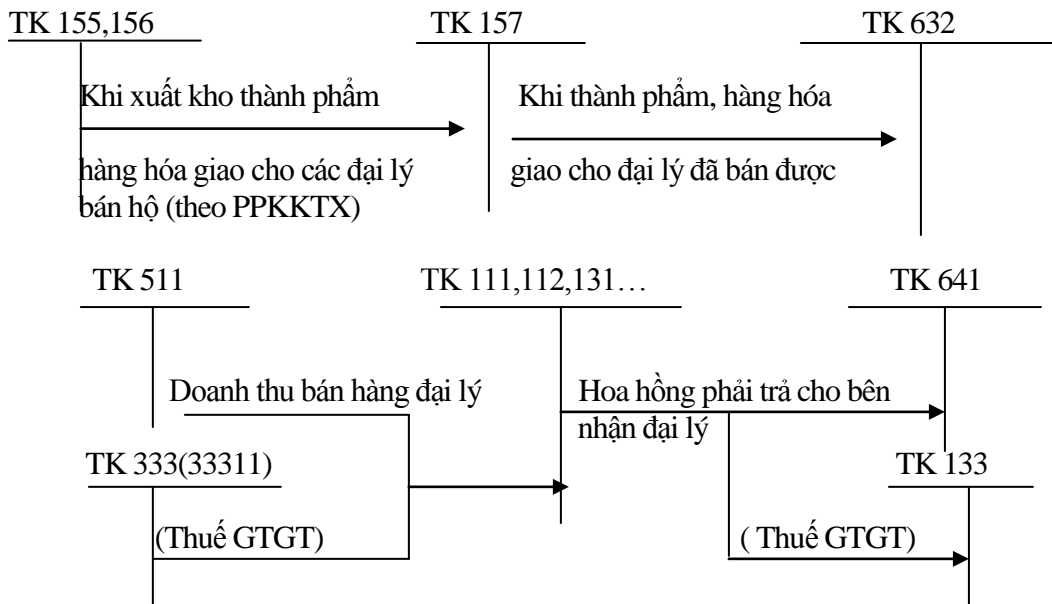 TK 155,156
TK 157
TK 632
Khi xuất kho thành phẩm
hàng hóa giao cho các đại lý
bán hộ (theo PPKKTX)
Khi thành phẩm, hàng hóa
giao cho đại lý đã bán được
TK 511
TK 111,112,131…
TK 641
Doanh thu bán hàng đại lý
Hoa hồng phải trả cho bên
nhận đại lý
TK 333(33311)
TK 133
(Thuế GTGT)
( Thuế GTGT)